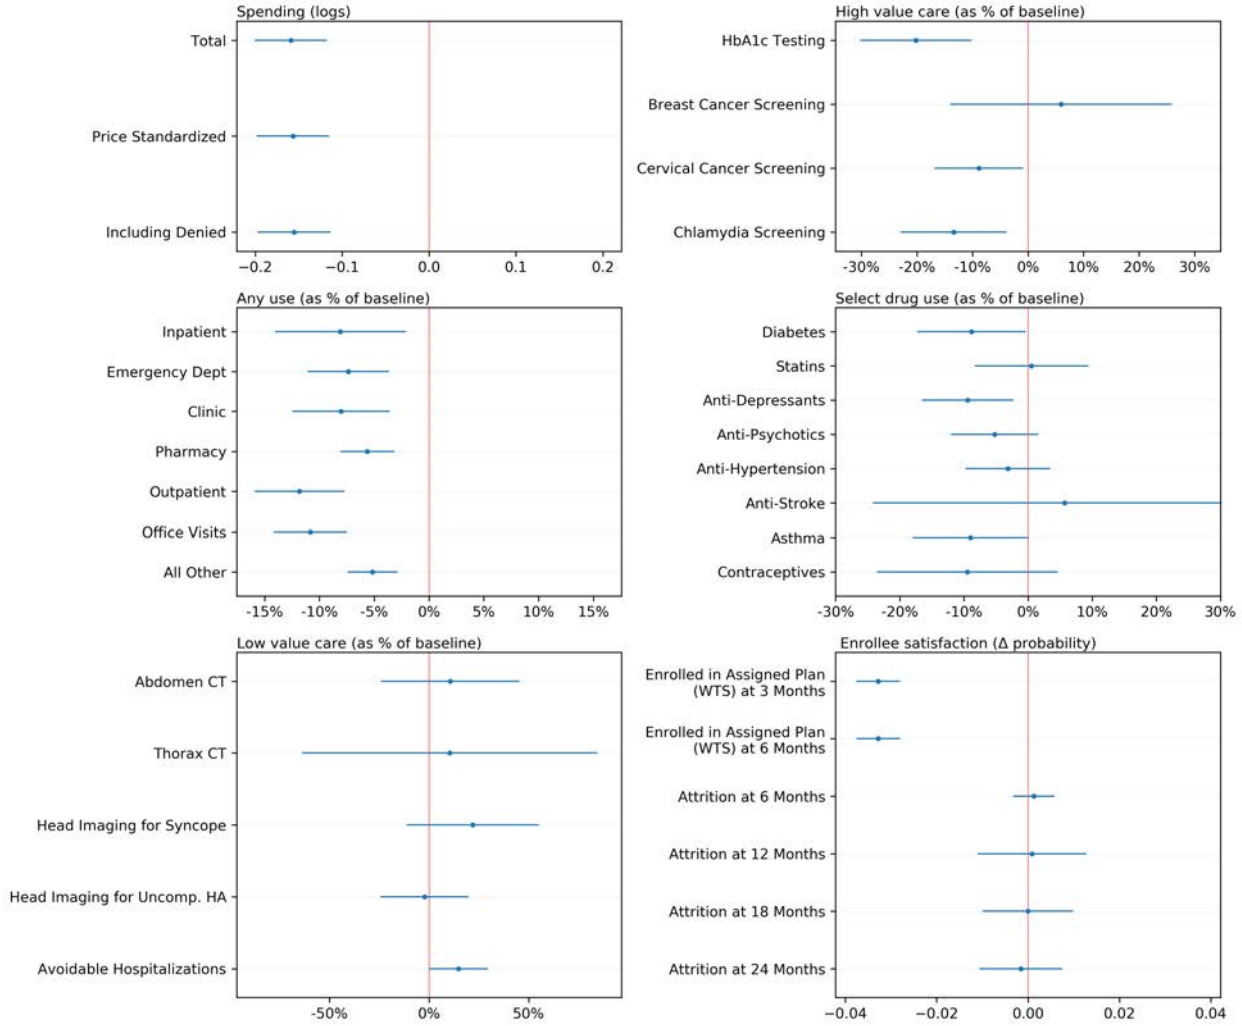 Spending (logs)
Total
Price Standardized
Including Denied
−0.2 −0.1 0.0 0.1 0.2
High value care (as % of baseline)
HbA1c Testing
Breast Cancer Screening
Cervical Cancer Screening
Chlamydia Screening
-30% -20% -10% 0% 10% 20% 30%
Any use (as % of baseline)
Inpatient
Emergency Dept
Clinic
Pharmacy
Outpatient
Office Visits
All Other
-15% -10% -5% 0% 5% 10% 15%
Select drug use (as % of baseline)
Diabetes
Statins
Anti-Depressants
Anti-Psychotics
Anti-Hypertension
Anti-Stroke
Asthma
Contraceptives
-30% -20% -10% 0% 10% 20% 30%
Low value care (as % of baseline)
Abdomen CT
Thorax CT
Head Imaging for Syncope
Head Imaging for Uncomp. HA
Avoidable Hospitalizations
-50% 0% 50%
Enrollee satisfaction (Δ probability)
Enrolled in Assigned Plan
(WTS) at 3 Months
Enrolled in Assigned Plan
(WTS) at 6 Months
Attrition at 6 Months
Attrition at 12 Months
Attrition at 18 Months
Attrition at 24 Months
−0.04 −0.02 0.00 0.02 0.04